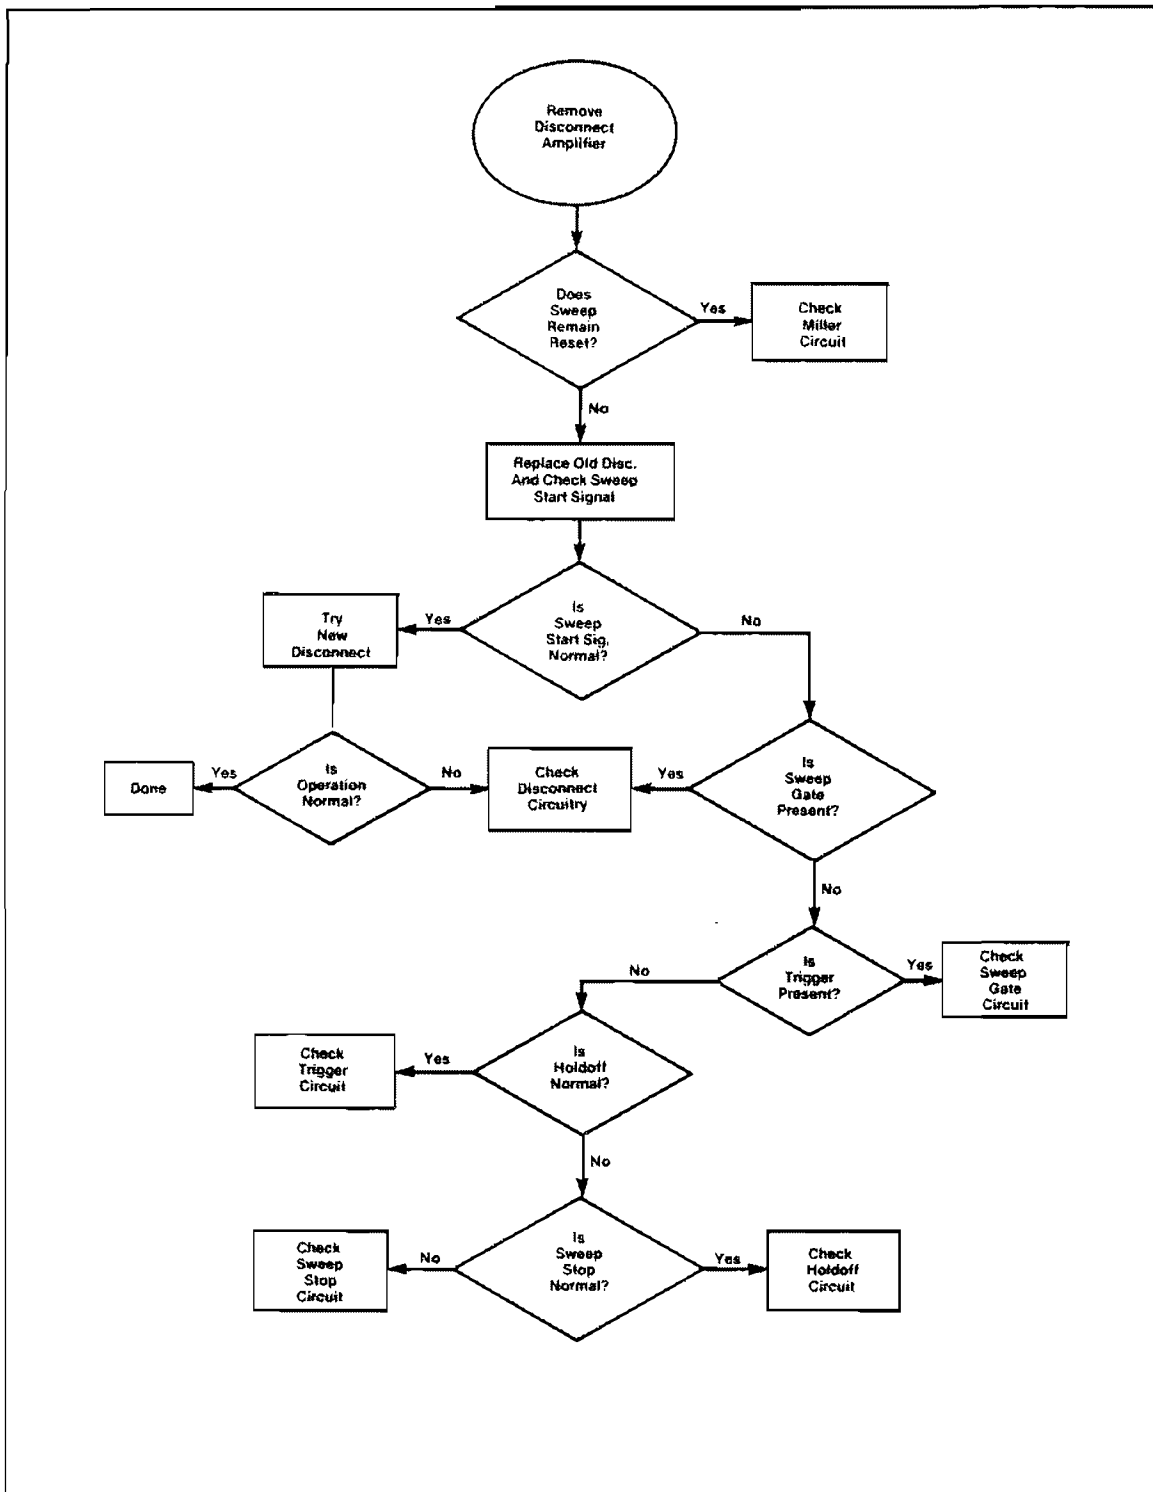 Remove
Disconnect
Amplifier
Does
Sweep
Remain
Reset?
Yes
Check
Miller
Circuit
No
Replace Old Disc.
And Check Sweep
Start Signal
Try
New
Disconnect
Yes
Is
Sweep
Start Sig.
Normal?
No
Done
Yes
Is
Operation
Normal?
No
Check
Disconnect
Circuitry
Yes
Is
Sweep
Gate
Present?
No
No
Is
Trigger
Present?
Yes
Check
Sweep
Gate
Circuit
Check
Trigger
Circuit
Yes
Is
Holdoff
Normal?
No
Check
Sweep
Stop
Circuit
No
Is
Sweep
Stop
Normal?
Yes
Check
Holdoff
Circuit